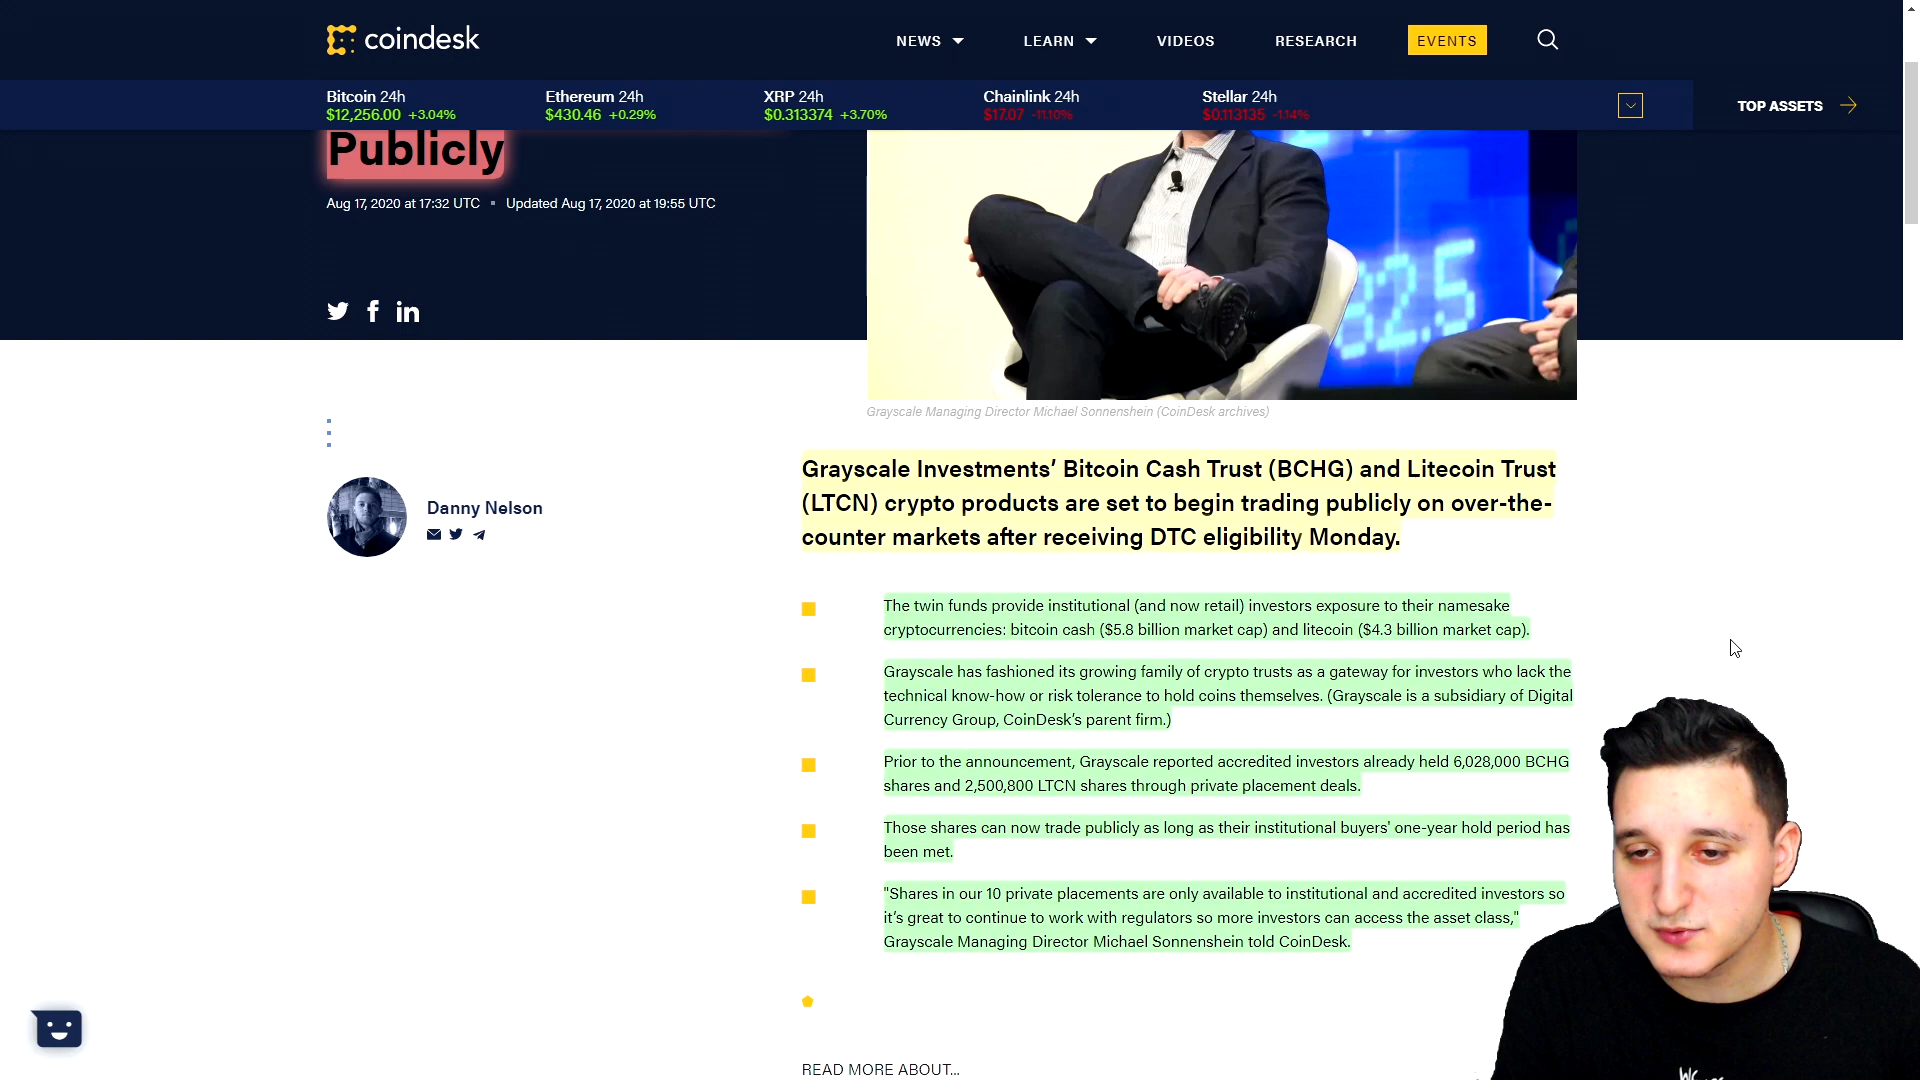 coindesk
NEWS
LEARN
VIDEOS
RESEARCH
EVENTS
Bitcoin 24h
$12,256.00 +3.04%
Ethereum 24h
$430.46 +0.29%
XRP 24h
$0.313374 +3.70%
Chainlink 24h
$17.07 -11.10%
Stellar 24h
$0.113135 -1.14%
TOP ASSETS
Publicly
Aug 17, 2020 at 17:32 UTC
Updated Aug 17, 2020 at 19:55 UTC
32.5
Grayscale Managing Director Michael Sonnenshein (CoinDesk archives)
Danny Nelson
Grayscale Investments’ Bitcoin Cash Trust (BCHG) and Litecoin Trust
(LTCN) crypto products are set to begin trading publicly on over-the-
counter markets after receiving DTC eligibility Monday.
The twin funds provide institutional (and now retail) investors exposure to their namesake
cryptocurrencies: bitcoin cash ($5.8 billion market cap) and litecoin ($4.3 billion market cap).
Grayscale has fashioned its growing family of crypto trusts as a gateway for investors who lack the
technical know-how or risk tolerance to hold coins themselves. (Grayscale is a subsidiary of Digital
Currency Group, CoinDesk’s parent firm.)
Prior to the announcement, Grayscale reported accredited investors already held 6,028,000 BCHG
shares and 2,500,800 LTCN shares through private placement deals.
Those shares can now trade publicly as long as their institutional buyers' one-year hold period has
been met.
"Shares in our 10 private placements are only available to institutional and accredited investors so
it’s great to continue to work with regulators so more investors can access the asset class,"
Grayscale Managing Director Michael Sonnenshein told CoinDesk.
READ MORE ABOUT...